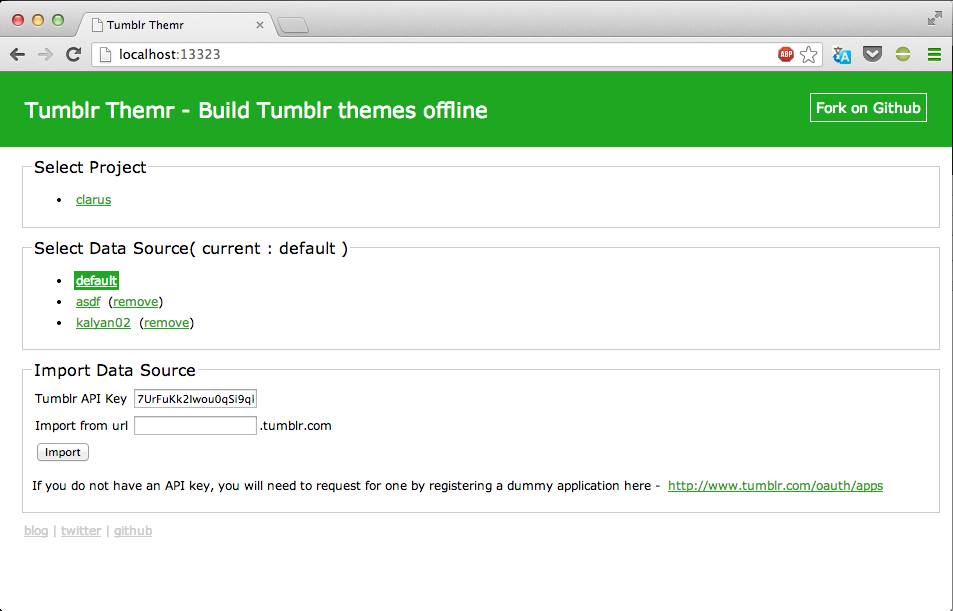 Tumblr Themr
localhost:13323
ABP
Tumblr Themr - Build Tumblr themes offline
Fork on Github
Select Project
clarus
Select Data Source( current : default )
default
asdf (remove)
kalyan02 (remove)
Import Data Source
Tumblr API Key
Import from url .tumblr.com
Import
If you do not have an API key, you will need to request for one by registering a dummy application here - http://www.tumblr.com/oauth/apps
blog | twitter | github